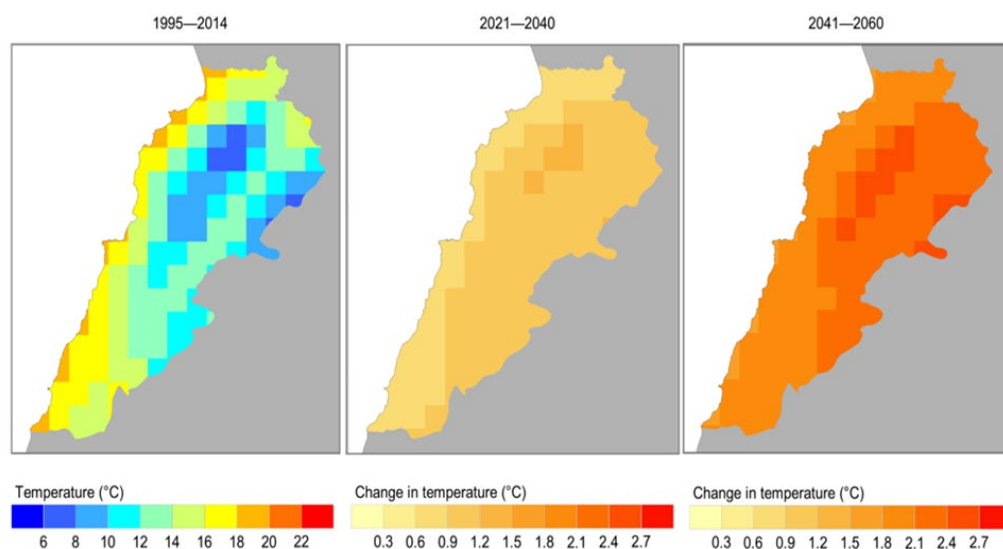 1995—2014
2021—2040
2041—2060
Temperature (°C)
6 8 10 12 14 16 18 20 22
Change in temperature (°C)
0.3 0.6 0.9 1.2 1.5 1.8 2.1 2.4 2.7
Change in temperature (°C)
0.3 0.6 0.9 1.2 1.5 1.8 2.1 2.4 2.7